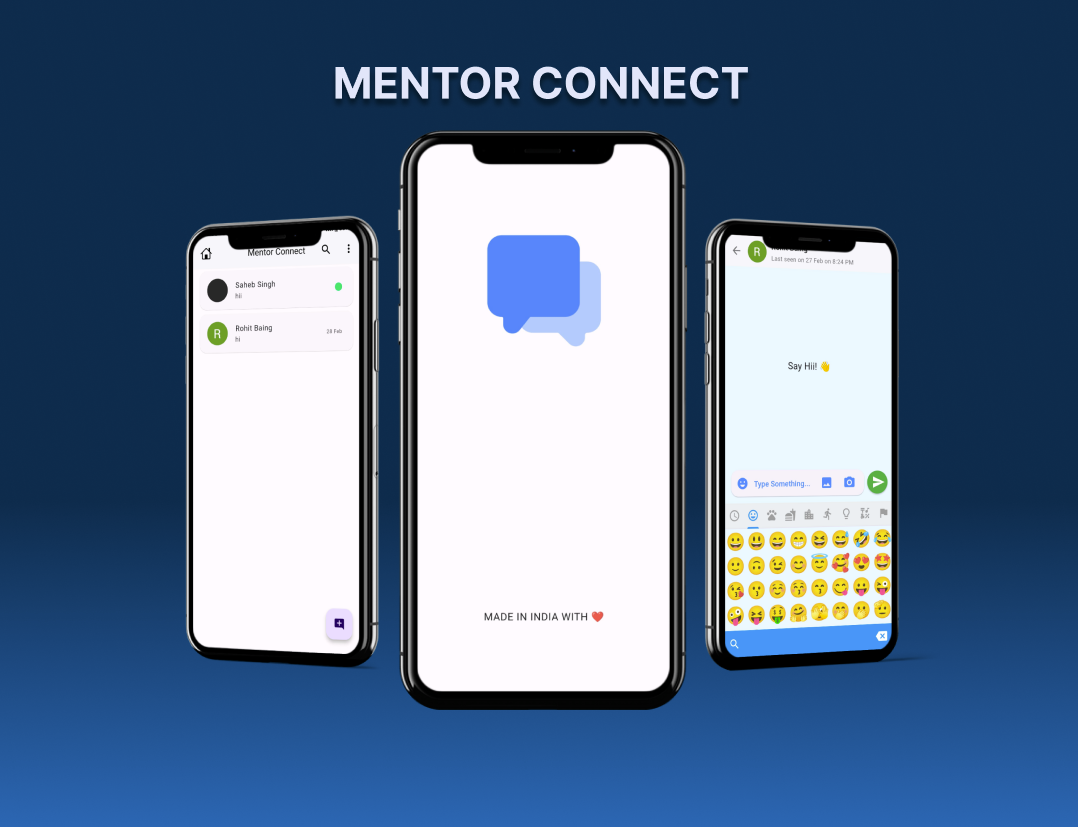 MENTOR CONNECT
Mentor Connect
Saheb Singh
hii
R
Rohit Baing
hi
28 Feb
MADE IN INDIA WITH ❤️
R
Last seen on 27 Feb on 8:24 PM
Say Hii! 👋
Type Something...